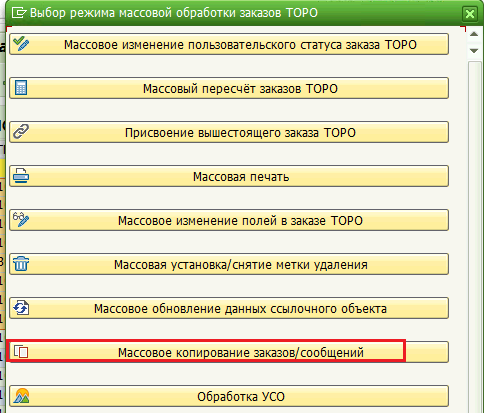 Выбор режима массовой обработки заказов ТОРО
Массовое изменение пользовательского статуса заказа ТОРО
Массовый пересчёт заказов ТОРО
Присвоение вышестоящего заказа ТОРО
Массовая печать
Массовое изменение полей в заказе ТОРО
Массовая установка/снятие метки удаления
Массовое обновление данных ссылочного объекта
Массовое копирование заказов/сообщений
Обработка УСО